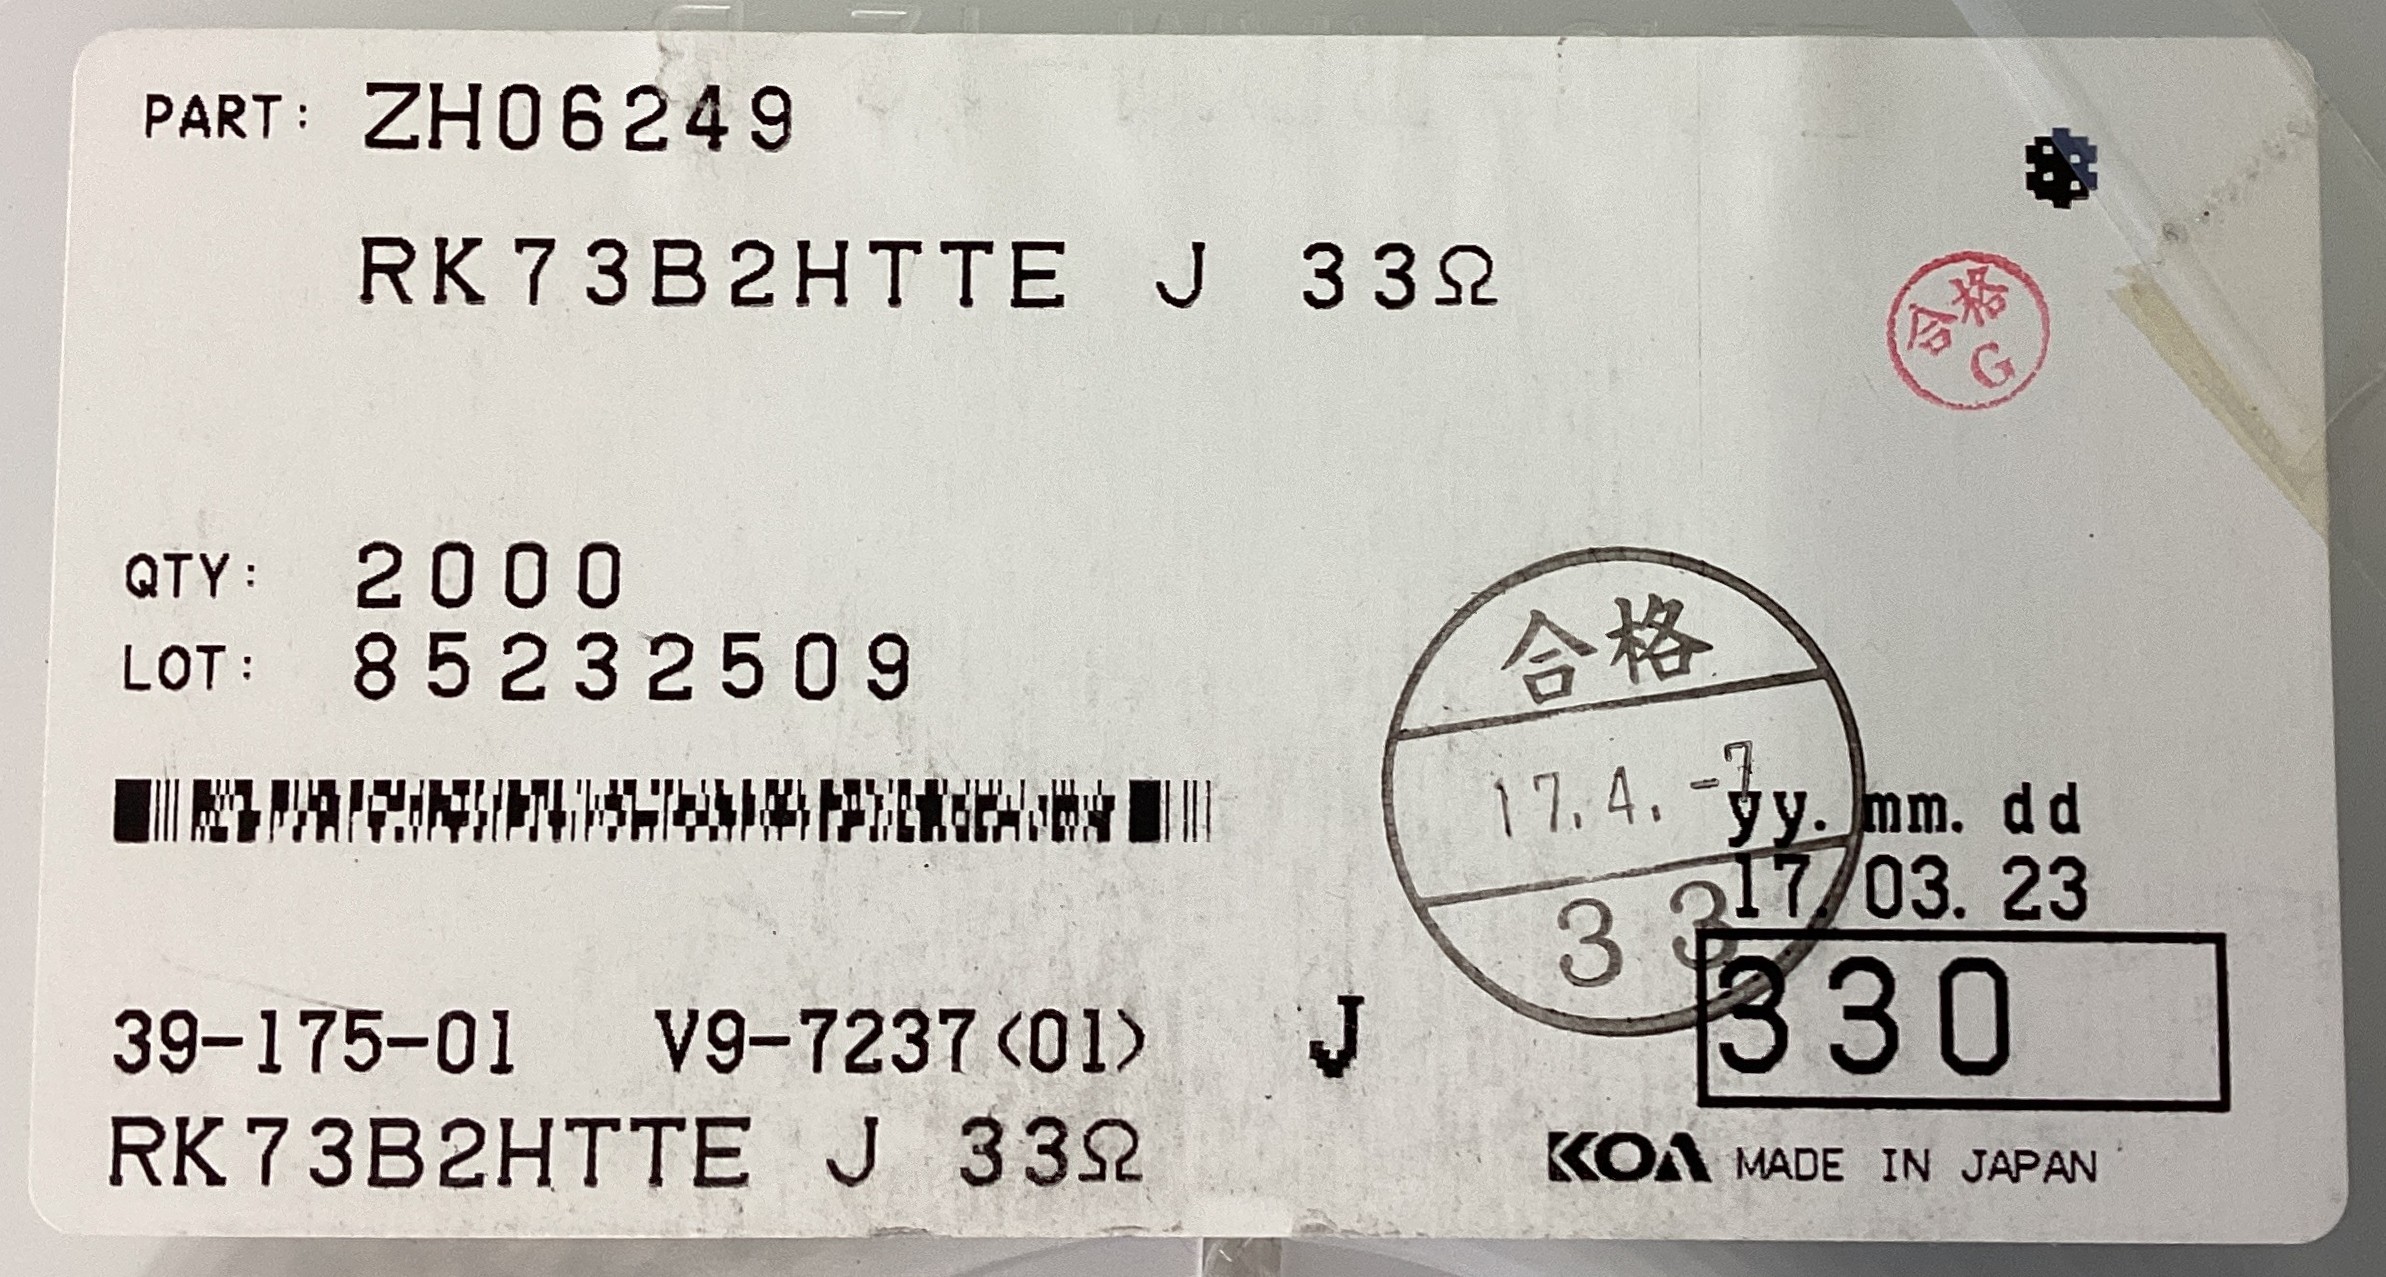 PART: ZH06249
RK73B2HTTE J 33Ω
合格
G
QTY: 2000
LOT: 85232509
合格
17.4.-7
33
yy. mm. dd
17. 03. 23
330
39-175-01 V9-7237<01> J
RK73B2HTTE J 33Ω
KOA MADE IN JAPAN